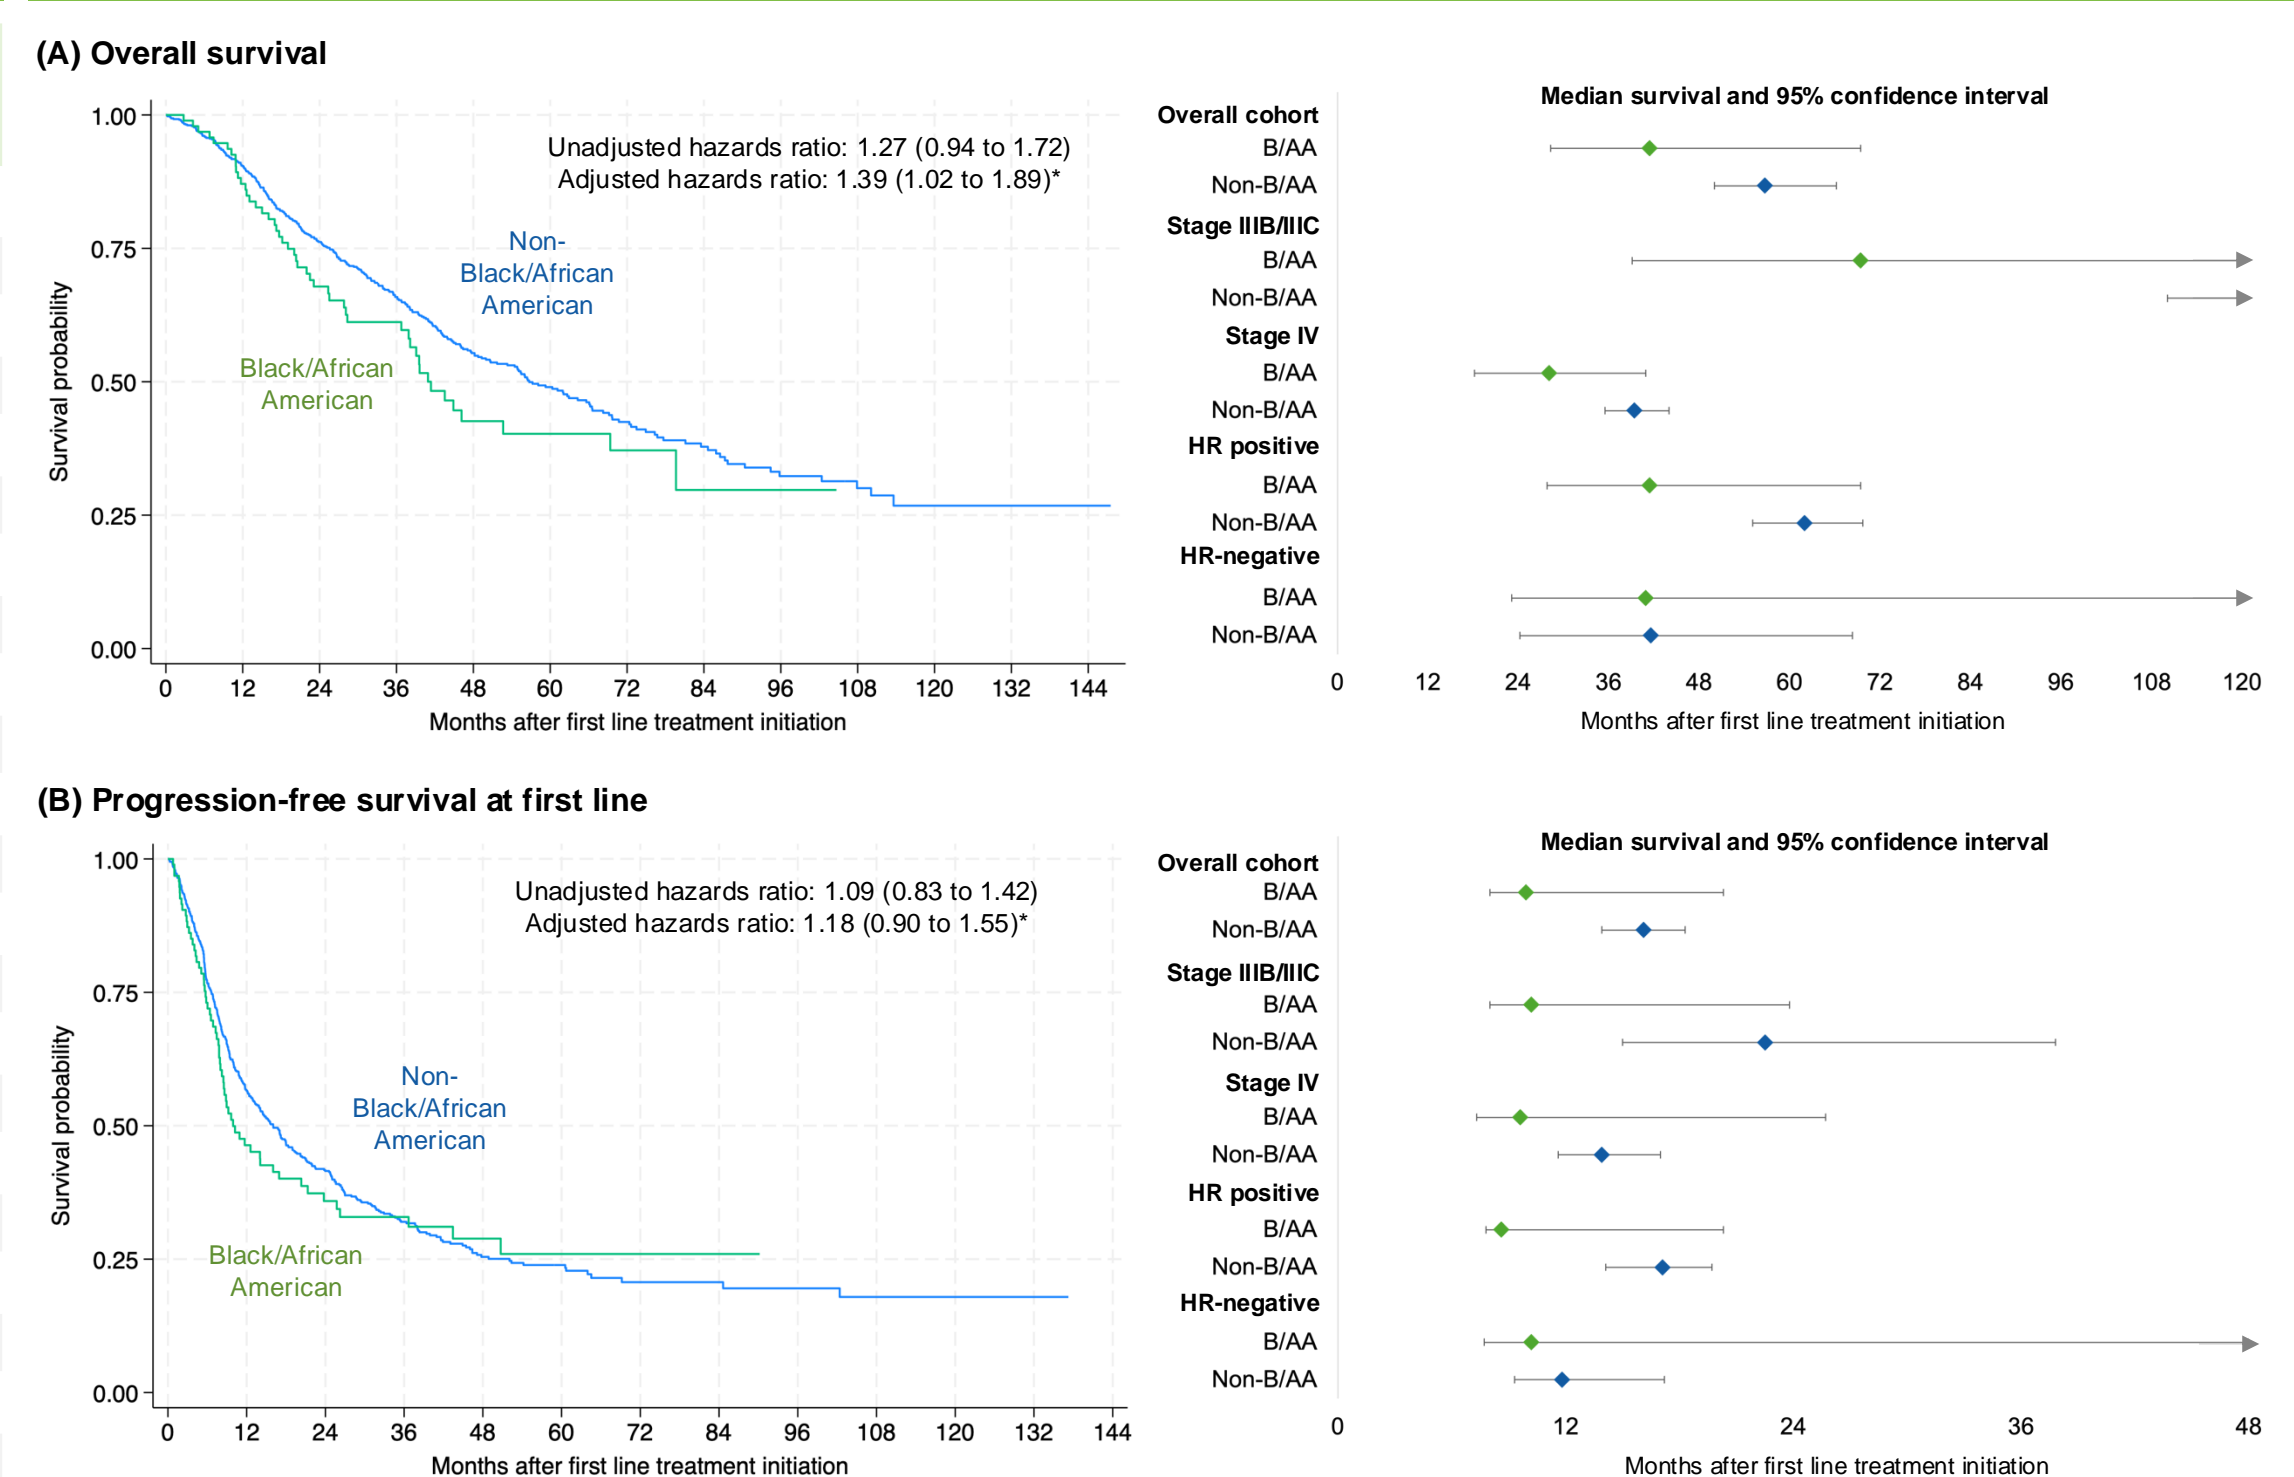 (A) Overall survival
1.00
0.75
0.50
0.25
0.00
Survival probability
Unadjusted hazards ratio: 1.27 (0.94 to 1.72)
Adjusted hazards ratio: 1.39 (1.02 to 1.89)*
Non-
Black/African
American
Black/African
American
0 12 24 36 48 60 72 84 96 108 120 132 144
Months after first line treatment initiation
Median survival and 95% confidence interval
Overall cohort
B/AA
Non-B/AA
Stage IIIB/IIIC
B/AA
Non-B/AA
Stage IV
B/AA
Non-B/AA
HR positive
B/AA
Non-B/AA
HR-negative
B/AA
Non-B/AA
0 12 24 36 48 60 72 84 96 108 120
Months after first line treatment initiation
(B) Progression-free survival at first line
1.00
0.75
0.50
0.25
0.00
Survival probability
Unadjusted hazards ratio: 1.09 (0.83 to 1.42)
Adjusted hazards ratio: 1.18 (0.90 to 1.55)*
Non-
Black/African
American
Black/African
American
0 12 24 36 48 60 72 84 96 108 120 132 144
Months after first line treatment initiation
Median survival and 95% confidence interval
Overall cohort
B/AA
Non-B/AA
Stage IIIB/IIIC
B/AA
Non-B/AA
Stage IV
B/AA
Non-B/AA
HR positive
B/AA
Non-B/AA
HR-negative
B/AA
Non-B/AA
0 12 24 36 48
Months after first line treatment initiation